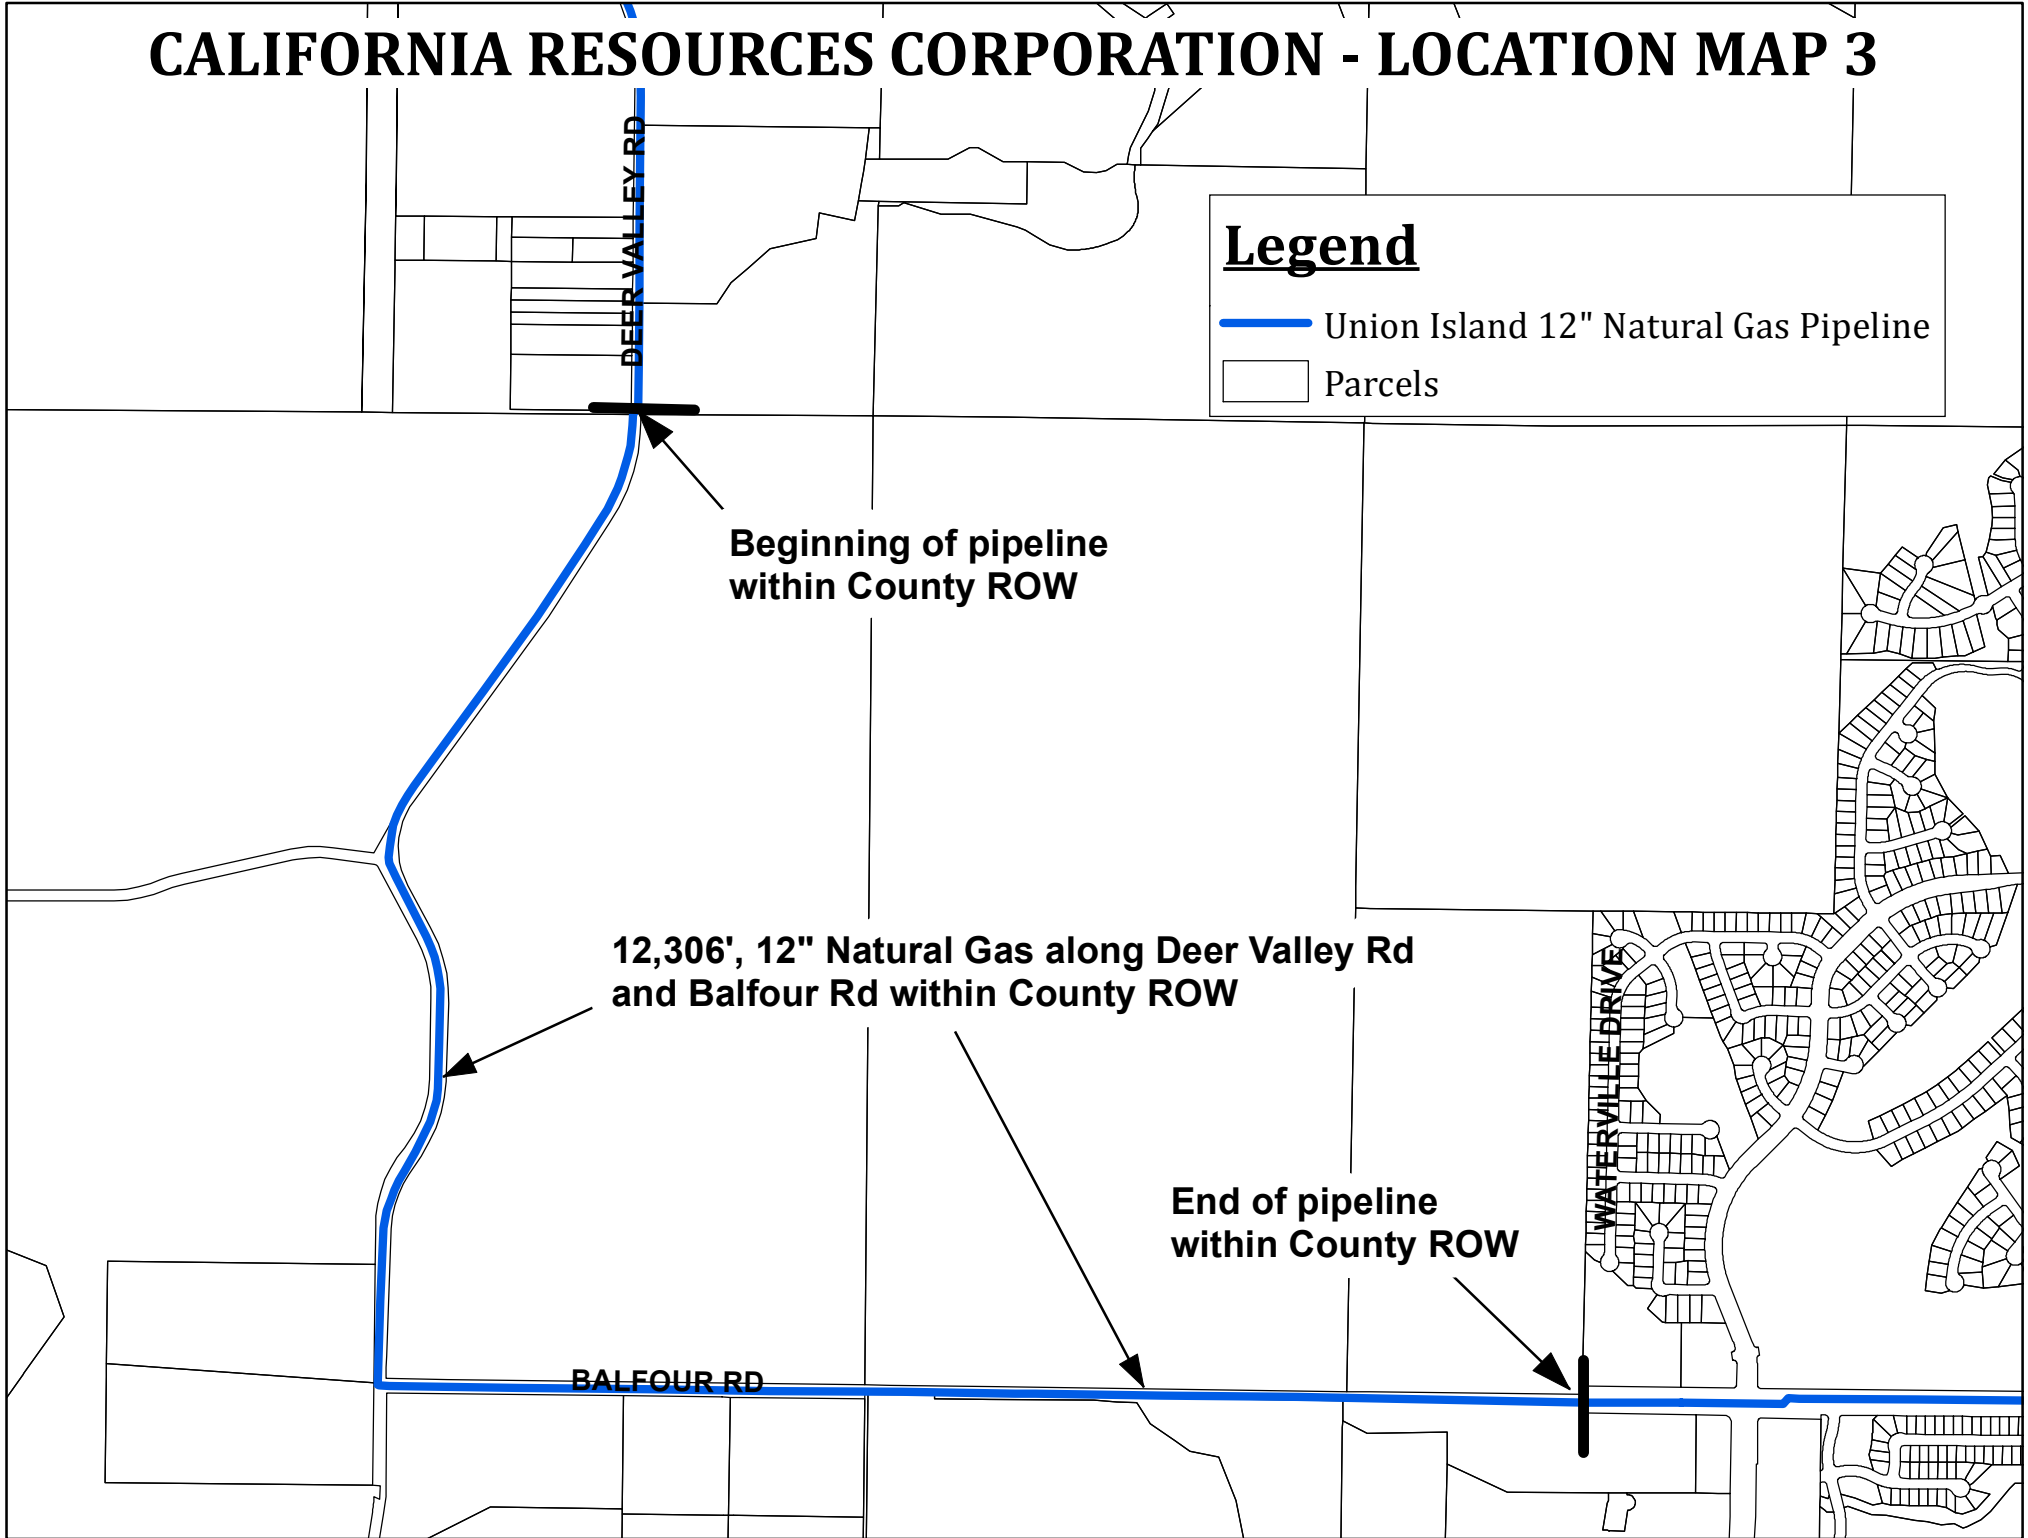 CALIFORNIA RESOURCES CORPORATION - LOCATION MAP 3
DEER VALLEY RD
Legend
Union Island 12" Natural Gas Pipeline
Parcels
Beginning of pipeline
within County ROW
12,306', 12" Natural Gas along Deer Valley Rd
and Balfour Rd within County ROW
WATERVILLE DRIVE
End of pipeline
within County ROW
BALFOUR RD